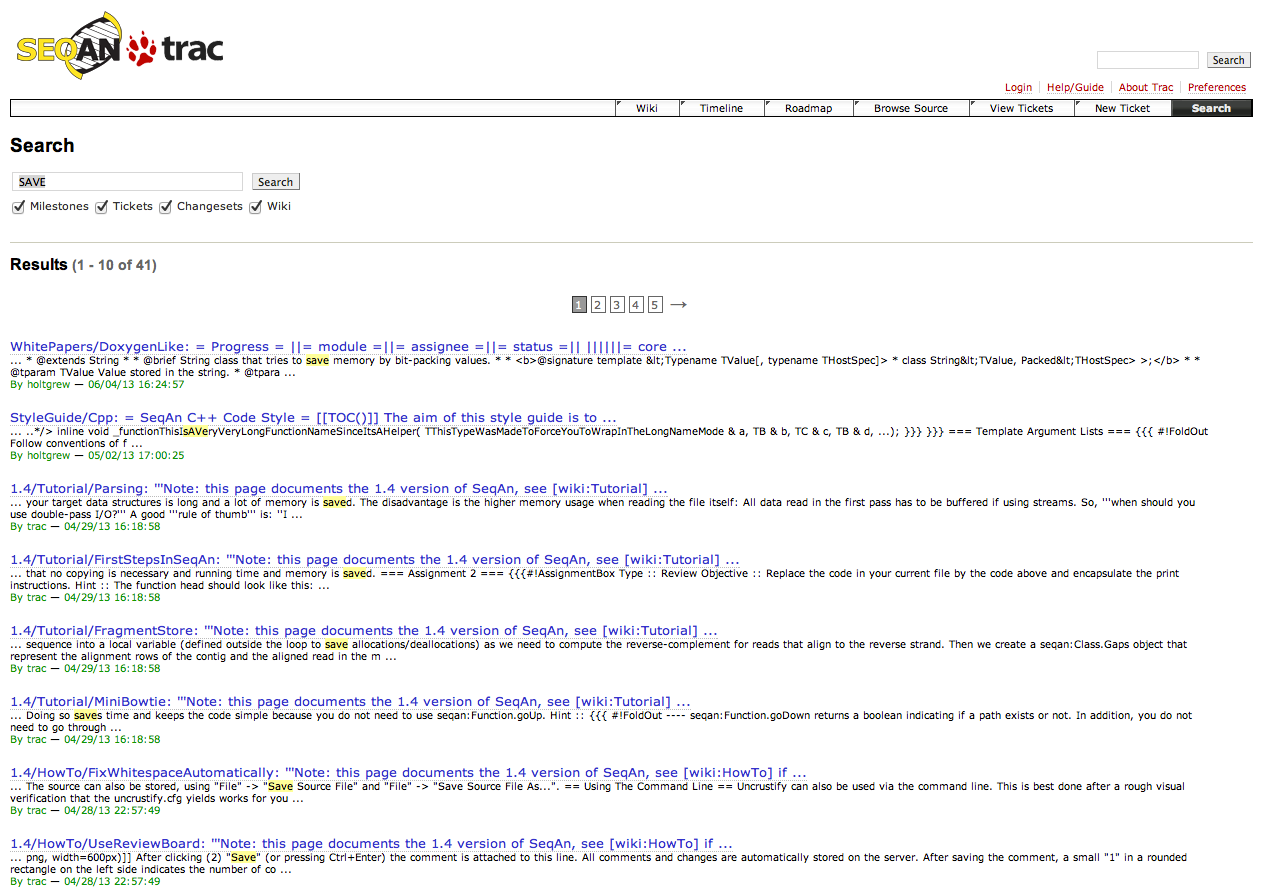 SEQAN trac
Search
Login Help/Guide About Trac Preferences
Wiki Timeline Roadmap Browse Source View Tickets New Ticket Search
Search
SAVE Search
Milestones Tickets Changesets Wiki
Results (1 - 10 of 41)
1 2 3 4 5 →
WhitePapers/DoxygenLike: = Progress = ||= module =||= assignee =||= status =|| ||||||= core ...
... * @extends String * * @brief String class that tries to save memory by bit-packing values. * * <b>@signature template &lt;Typename TValue[, typename THostSpec]> * class String&lt;TValue, Packed&lt;THostSpec> >;</b> * *
@tparam TValue Value stored in the string. * @tpara ...
By holtgrew — 06/04/13 16:24:57
StyleGuide/Cpp: = SeqAn C++ Code Style = [[TOC()]] The aim of this style guide is to ...
... ..*/> inline void _functionThisIsAVeryVeryLongFunctionNameSinceItsAHelper( TThisTypeWasMadeToForceYouToWrapInTheLongNameMode & a, TB & b, TC & c, TB & d, ...); }}} }}} === Template Argument Lists === {{{ #!FoldOut
Follow conventions of f ...
By holtgrew — 05/02/13 17:00:25
1.4/Tutorial/Parsing: '''Note: this page documents the 1.4 version of SeqAn, see [wiki:Tutorial] ...
... your target data structures is long and a lot of memory is saved. The disadvantage is the higher memory usage when reading the file itself: All data read in the first pass has to be buffered if using streams. So, '''when should you
use double-pass I/O?''' A good '''rule of thumb''' is: ''I ...
By trac — 04/29/13 16:18:58
1.4/Tutorial/FirstStepsInSeqAn: '''Note: this page documents the 1.4 version of SeqAn, see [wiki:Tutorial] ...
... that no copying is necessary and running time and memory is saved. === Assignment 2 === {{{#!AssignmentBox Type :: Review Objective :: Replace the code in your current file by the code above and encapsulate the print
instructions. Hint :: The function head should look like this: ...
By trac — 04/29/13 16:18:58
1.4/Tutorial/FragmentStore: '''Note: this page documents the 1.4 version of SeqAn, see [wiki:Tutorial] ...
... sequence into a local variable (defined outside the loop to save allocations/deallocations) as we need to compute the reverse-complement for reads that align to the reverse strand. Then we create a seqan:Class.Gaps object that
represent the alignment rows of the contig and the aligned read in the m ...
By trac — 04/29/13 16:18:58
1.4/Tutorial/MiniBowtie: '''Note: this page documents the 1.4 version of SeqAn, see [wiki:Tutorial] ...
... Doing so saves time and keeps the code simple because you do not need to use seqan:Function.goUp. Hint :: {{{ #!FoldOut ---- seqan:Function.goDown returns a boolean indicating if a path exists or not. In addition, you do not
need to go through ...
By trac — 04/29/13 16:18:58
1.4/HowTo/FixWhitespaceAutomatically: '''Note: this page documents the 1.4 version of SeqAn, see [wiki:HowTo] if ...
... The source can also be stored, using "File" -> "Save Source File" and "File" -> "Save Source File As...". == Using The Command Line == Uncrustify can also be used via the command line. This is best done after a rough visual
verification that the uncrustify.cfg yields works for you ...
By trac — 04/28/13 22:57:49
1.4/HowTo/UseReviewBoard: '''Note: this page documents the 1.4 version of SeqAn, see [wiki:HowTo] if ...
... png, width=600px)]] After clicking (2) "Save" (or pressing Ctrl+Enter) the comment is attached to this line. All comments and changes are automatically stored on the server. After saving the comment, a small "1" in a rounded
rectangle on the left side indicates the number of co ...
By trac — 04/28/13 22:57:49